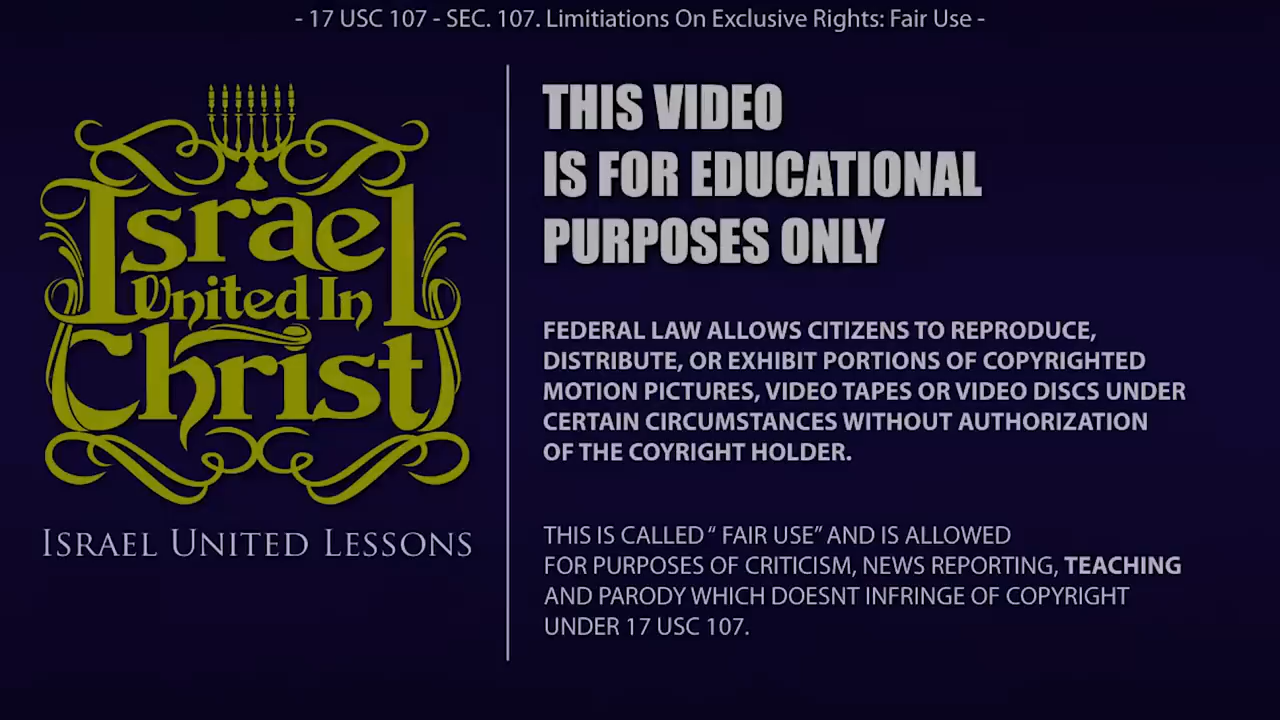 - 17 USC 107 - SEC. 107. Limitiations On Exclusive Rights: Fair Use -
Israel
United In
Christ
ISRAEL UNITED LESSONS
THIS VIDEO
IS FOR EDUCATIONAL
PURPOSES ONLY
FEDERAL LAW ALLOWS CITIZENS TO REPRODUCE,
DISTRIBUTE, OR EXHIBIT PORTIONS OF COPYRIGHTED
MOTION PICTURES, VIDEO TAPES OR VIDEO DISCS UNDER
CERTAIN CIRCUMSTANCES WITHOUT AUTHORIZATION
OF THE COYRIGHT HOLDER.
THIS IS CALLED “ FAIR USE” AND IS ALLOWED
FOR PURPOSES OF CRITICISM, NEWS REPORTING, TEACHING
AND PARODY WHICH DOESNT INFRINGE OF COPYRIGHT
UNDER 17 USC 107.